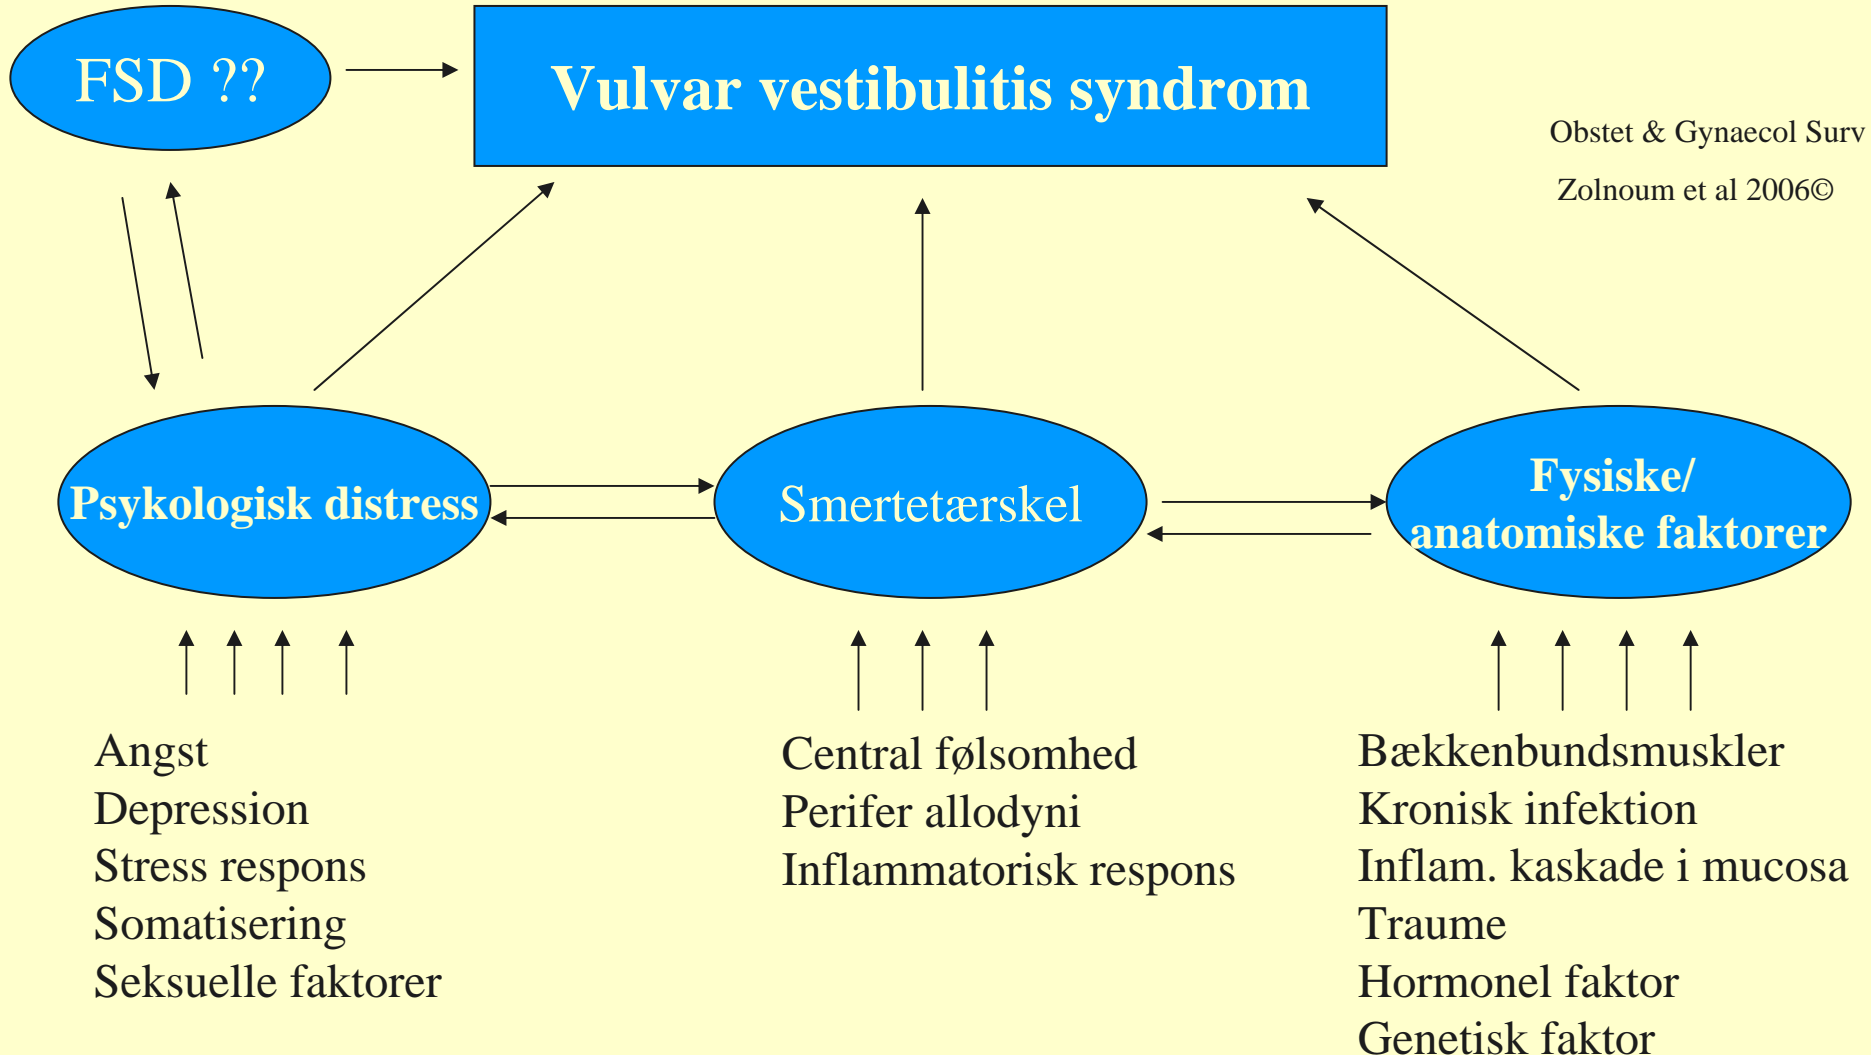 FSD ??
Vulvar vestibulitis syndrom
Obstet & Gynaecol Surv
Zolnoum et al 2006©
Psykologisk distress
Smertetærskel
Fysiske/
anatomiske faktorer
Angst
Depression
Stress respons
Somatisering
Seksuelle faktorer
Central følsomhed
Perifer allodyni
Inflammatorisk respons
Bækkenbundsmuskler
Kronisk infektion
Inflam. kaskade i mucosa
Traume
Hormonel faktor
Genetisk faktor